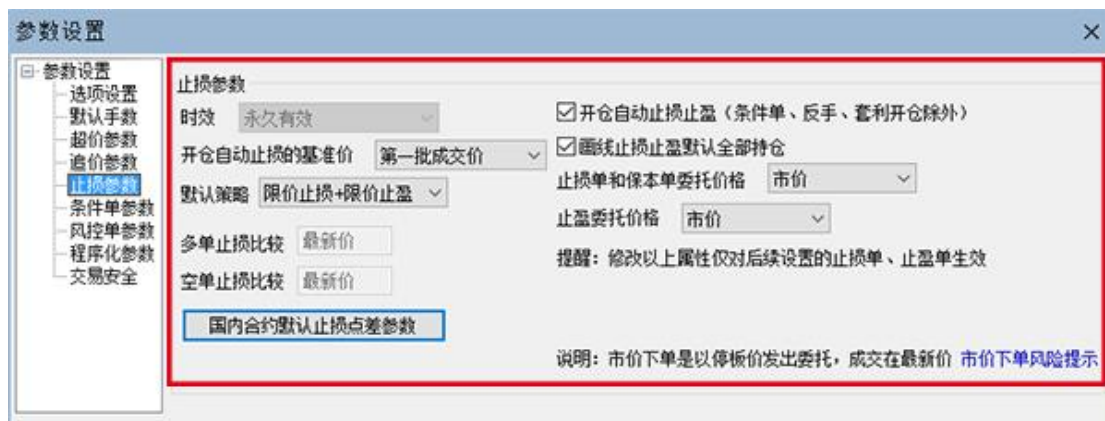 参数设置
参数设置
选项设置
默认手数
超价参数
追价参数
止损参数
条件单参数
风控单参数
程序化参数
交易安全
止损参数
时效 永久有效
开仓自动止损的基准价 第一批成交价
默认策略 限价止损+限价止盈
多单止损比较 最新价
空单止损比较 最新价
国内合约默认止损点差参数
开仓自动止损止盈（条件单、反手、套利开仓除外）
画线止损止盈默认全部持仓
止损单和保本单委托价格 市价
止盈委托价格 市价
提醒：修改以上属性仅对后续设置的止损单、止盈单生效
说明：市价下单是以停板价发出委托，成交在最新价 市价下单风险提示